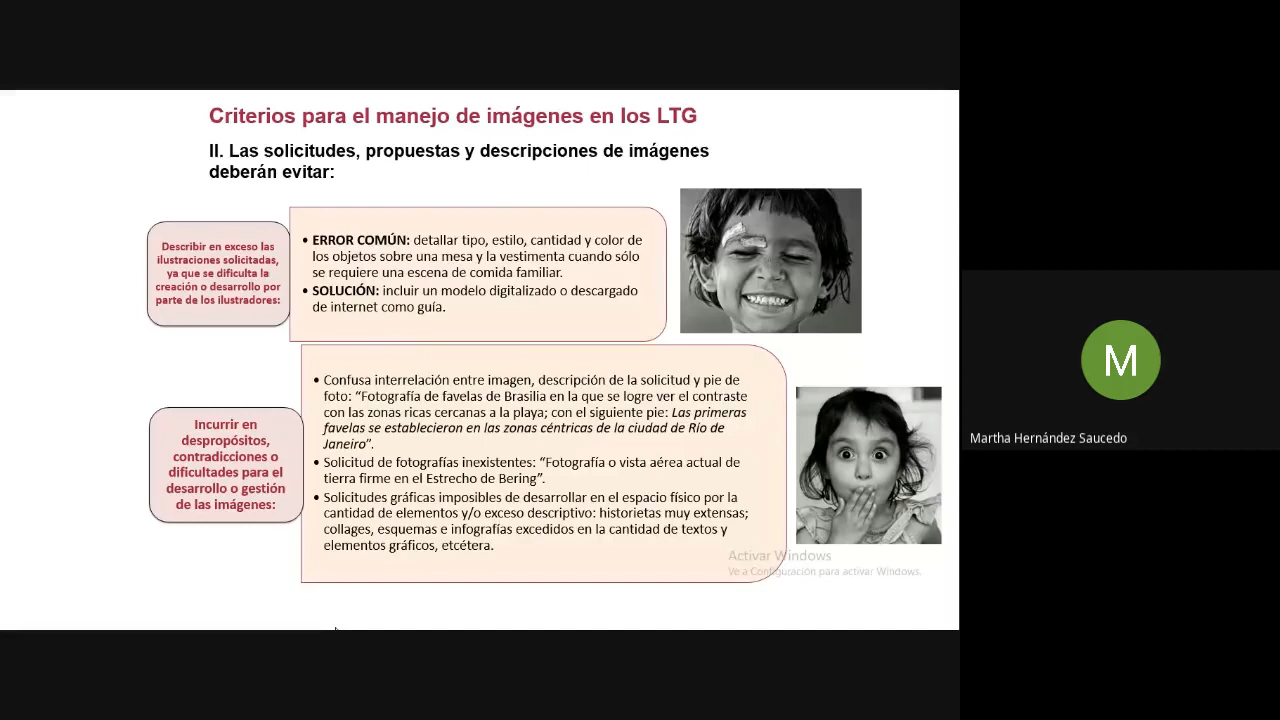 Criterios para el manejo de imágenes en los LTG
II. Las solicitudes, propuestas y descripciones de imágenes
deberán evitar:
Describir en exceso las
ilustraciones solicitadas,
ya que se dificulta la
creación o desarrollo por
parte de los ilustradores:
• ERROR COMÚN: detallar tipo, estilo, cantidad y color de
los objetos sobre una mesa y la vestimenta cuando sólo
se requiere una escena de comida familiar.
• SOLUCIÓN: incluir un modelo digitalizado o descargado
de internet como guía.
Incurrir en
despropósitos,
contradicciones o
dificultades para el
desarrollo o gestión
de las imágenes:
• Confusa interrelación entre imagen, descripción de la solicitud y pie de
foto: “Fotografía de favelas de Brasilia en la que se logre ver el contraste
con las zonas ricas cercanas a la playa; con el siguiente pie: Las primeras
favelas se establecieron en las zonas céntricas de la ciudad de Río de
Janeiro”.
• Solicitud de fotografías inexistentes: “Fotografía o vista aérea actual de
tierra firme en el Estrecho de Bering”.
• Solicitudes gráficas imposibles de desarrollar en el espacio físico por la
cantidad de elementos y/o exceso descriptivo: historietas muy extensas;
collages, esquemas e infografías excedidos en la cantidad de textos y
elementos gráficos, etcétera.
Activar Windows
Ve a Configuración para activar Windows.
M
Martha Hernández Saucedo